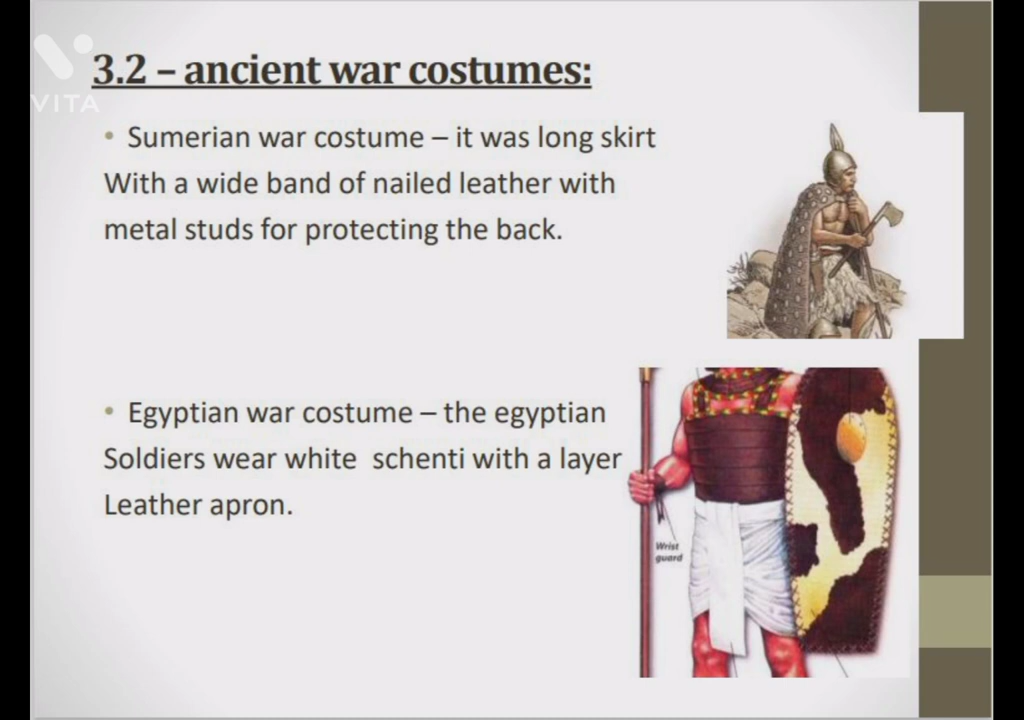 VITA
3.2 – ancient war costumes:
• Sumerian war costume – it was long skirt
With a wide band of nailed leather with
metal studs for protecting the back.
• Egyptian war costume – the egyptian
Soldiers wear white schenti with a layer
Leather apron.
Wrist
guard